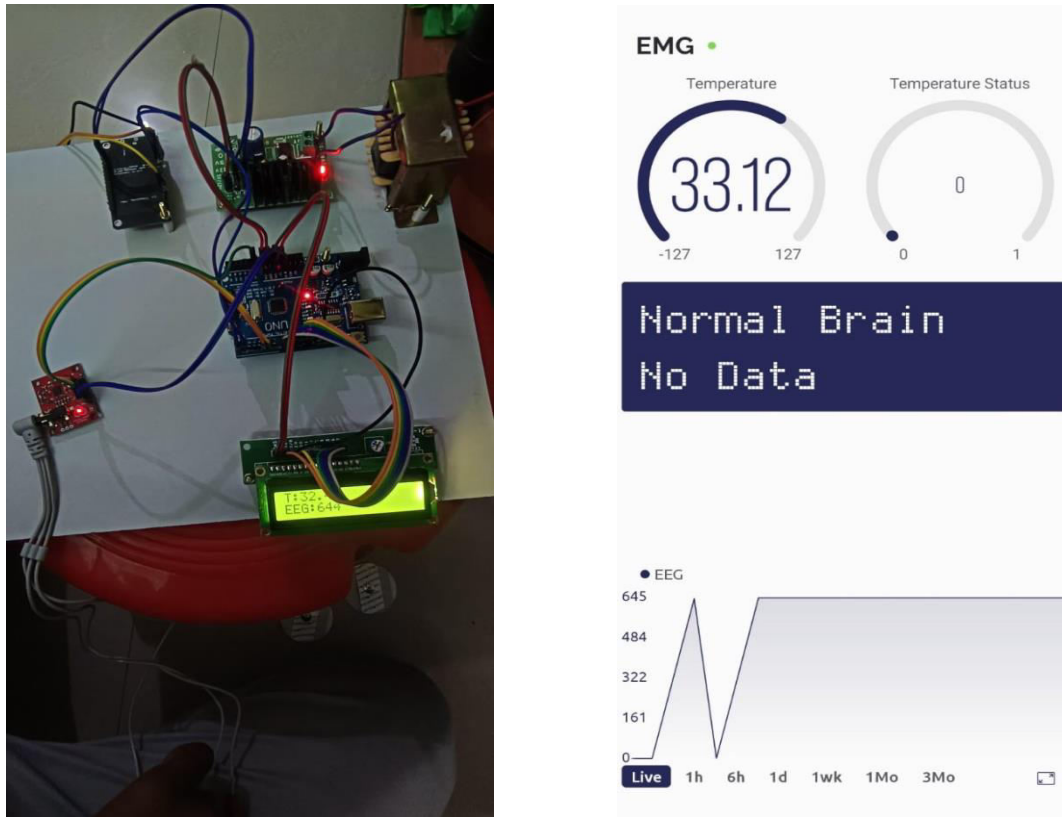 UNO
T:32.
EEG:644
EMG
Temperature
Temperature Status
33.12
0
-127
127
0
1
Normal Brain
No Data
EEG
645
484
322
161
0
Live 1h 6h 1d 1wk 1Mo 3Mo